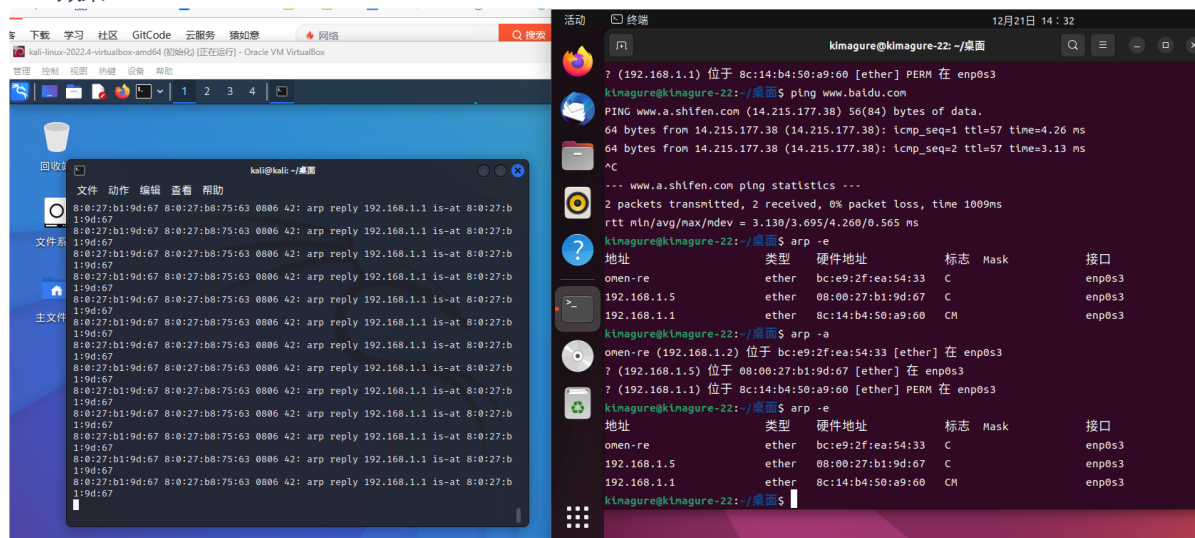 下载 学习 社区 GitCode 云服务 猿如意 网络 搜索
kali-linux-2022.4-virtualbox-amd64 (初始化) [正在运行] - Oracle VM VirtualBox
管理 控制 视图 热键 设备 帮助
1 2 3 4
回收站
文件系
主文件
kali@kali: ~/桌面
文件 动作 编辑 查看 帮助
8:0:27:b1:9d:67 8:0:27:b8:75:63 0806 42: arp reply 192.168.1.1 is-at 8:0:27:b
1:9d:67
8:0:27:b1:9d:67 8:0:27:b8:75:63 0806 42: arp reply 192.168.1.1 is-at 8:0:27:b
1:9d:67
8:0:27:b1:9d:67 8:0:27:b8:75:63 0806 42: arp reply 192.168.1.1 is-at 8:0:27:b
1:9d:67
8:0:27:b1:9d:67 8:0:27:b8:75:63 0806 42: arp reply 192.168.1.1 is-at 8:0:27:b
1:9d:67
8:0:27:b1:9d:67 8:0:27:b8:75:63 0806 42: arp reply 192.168.1.1 is-at 8:0:27:b
1:9d:67
8:0:27:b1:9d:67 8:0:27:b8:75:63 0806 42: arp reply 192.168.1.1 is-at 8:0:27:b
1:9d:67
8:0:27:b1:9d:67 8:0:27:b8:75:63 0806 42: arp reply 192.168.1.1 is-at 8:0:27:b
1:9d:67
8:0:27:b1:9d:67 8:0:27:b8:75:63 0806 42: arp reply 192.168.1.1 is-at 8:0:27:b
1:9d:67
8:0:27:b1:9d:67 8:0:27:b8:75:63 0806 42: arp reply 192.168.1.1 is-at 8:0:27:b
1:9d:67
8:0:27:b1:9d:67 8:0:27:b8:75:63 0806 42: arp reply 192.168.1.1 is-at 8:0:27:b
1:9d:67
8:0:27:b1:9d:67 8:0:27:b8:75:63 0806 42: arp reply 192.168.1.1 is-at 8:0:27:b
1:9d:67
8:0:27:b1:9d:67 8:0:27:b8:75:63 0806 42: arp reply 192.168.1.1 is-at 8:0:27:b
1:9d:67
8:0:27:b1:9d:67 8:0:27:b8:75:63 0806 42: arp reply 192.168.1.1 is-at 8:0:27:b
1:9d:67
活动 终端 12月21日 14：32
kimagure@kimagure-22: ~/桌面
? (192.168.1.1) 位于 8c:14:b4:50:a9:60 [ether] PERM 在 enp0s3
kimagure@kimagure-22:~/桌面$ ping www.baidu.com
PING www.a.shifen.com (14.215.177.38) 56(84) bytes of data.
64 bytes from 14.215.177.38 (14.215.177.38): icmp_seq=1 ttl=57 time=4.26 ms
64 bytes from 14.215.177.38 (14.215.177.38): icmp_seq=2 ttl=57 time=3.13 ms
^C
--- www.a.shifen.com ping statistics ---
2 packets transmitted, 2 received, 0% packet loss, time 1009ms
rtt min/avg/max/mdev = 3.130/3.695/4.260/0.565 ms
kimagure@kimagure-22:~/桌面$ arp -e
地址 类型 硬件地址 标志 Mask 接口
omen-re ether bc:e9:2f:ea:54:33 C enp0s3
192.168.1.5 ether 08:00:27:b1:9d:67 C enp0s3
192.168.1.1 ether 8c:14:b4:50:a9:60 CM enp0s3
kimagure@kimagure-22:~/桌面$ arp -a
omen-re (192.168.1.2) 位于 bc:e9:2f:ea:54:33 [ether] 在 enp0s3
? (192.168.1.5) 位于 08:00:27:b1:9d:67 [ether] 在 enp0s3
? (192.168.1.1) 位于 8c:14:b4:50:a9:60 [ether] PERM 在 enp0s3
kimagure@kimagure-22:~/桌面$ arp -e
地址 类型 硬件地址 标志 Mask 接口
omen-re ether bc:e9:2f:ea:54:33 C enp0s3
192.168.1.5 ether 08:00:27:b1:9d:67 C enp0s3
192.168.1.1 ether 8c:14:b4:50:a9:60 CM enp0s3
kimagure@kimagure-22:~/桌面$